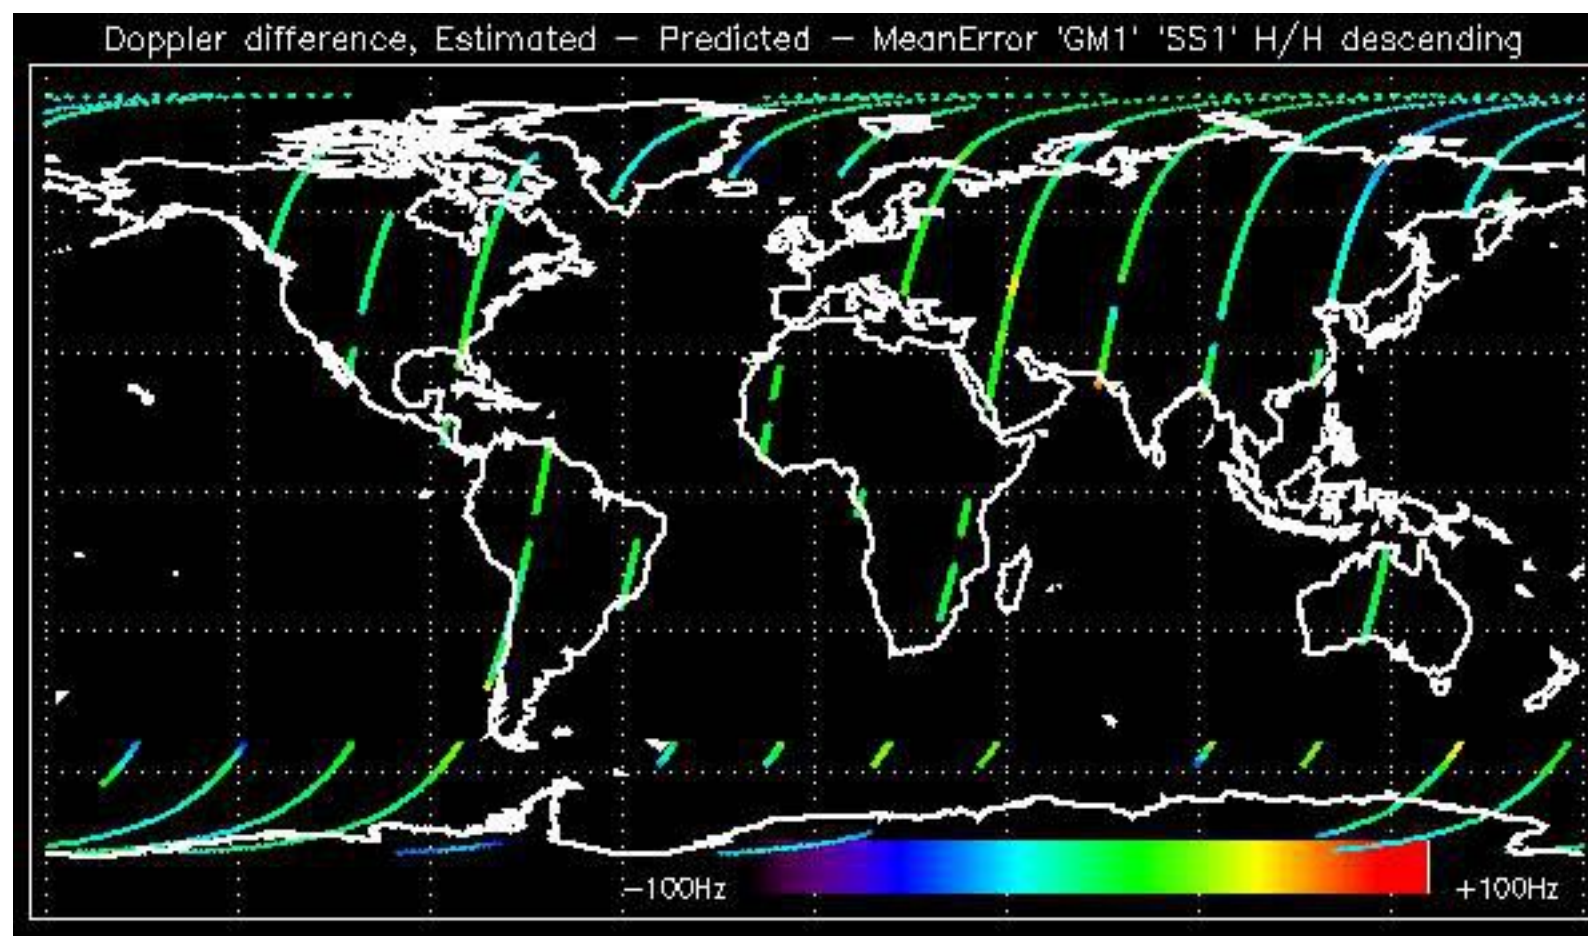 Doppler difference, Estimated - Predicted - MeanError 'GM1' 'SS1' H/H descending
-100Hz +100Hz